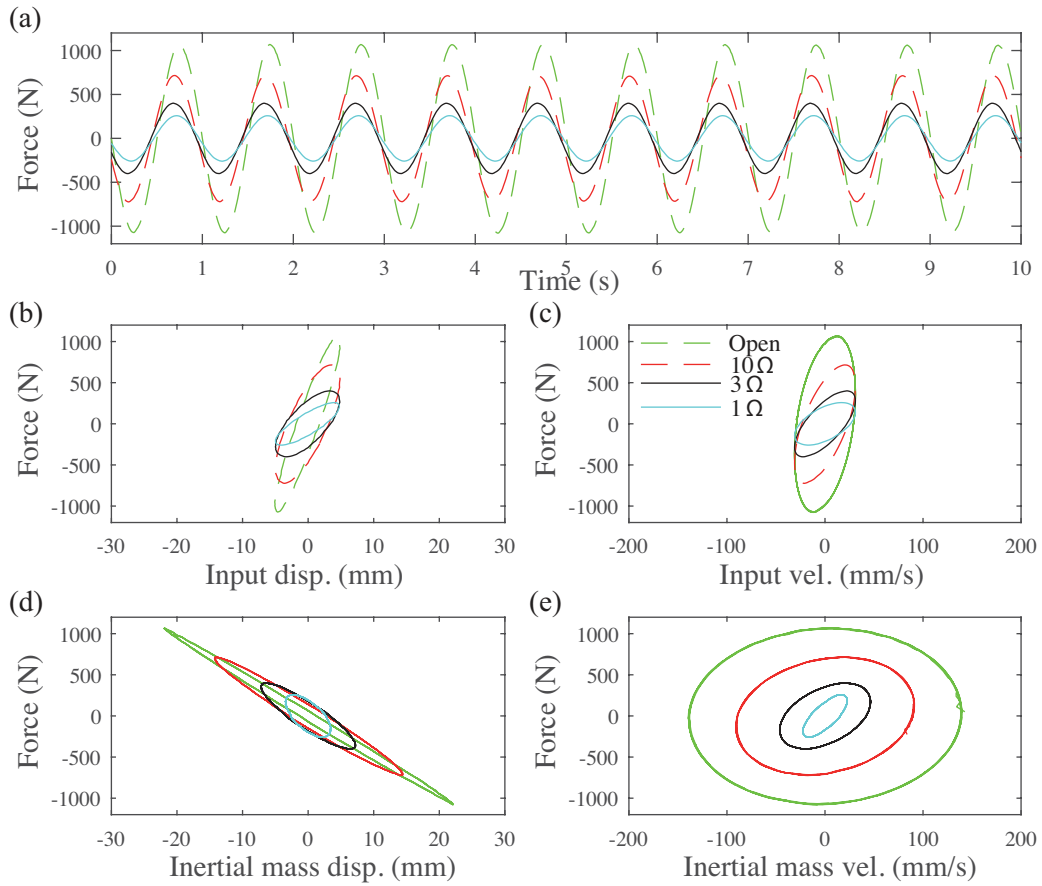 (a)
Force (N)
1000
500
0
-500
-1000
0 1 2 3 4 5 6 7 8 9 10
Time (s)
(b)
Force (N)
1000
500
0
-500
-1000
-30 -20 -10 0 10 20 30
Input disp. (mm)
(c)
Force (N)
1000
500
0
-500
-1000
Open
10 Ω
3 Ω
1 Ω
-200 -100 0 100 200
Input vel. (mm/s)
(d)
Force (N)
1000
500
0
-500
-1000
-30 -20 -10 0 10 20 30
Inertial mass disp. (mm)
(e)
Force (N)
1000
500
0
-500
-1000
-200 -100 0 100 200
Inertial mass vel. (mm/s)